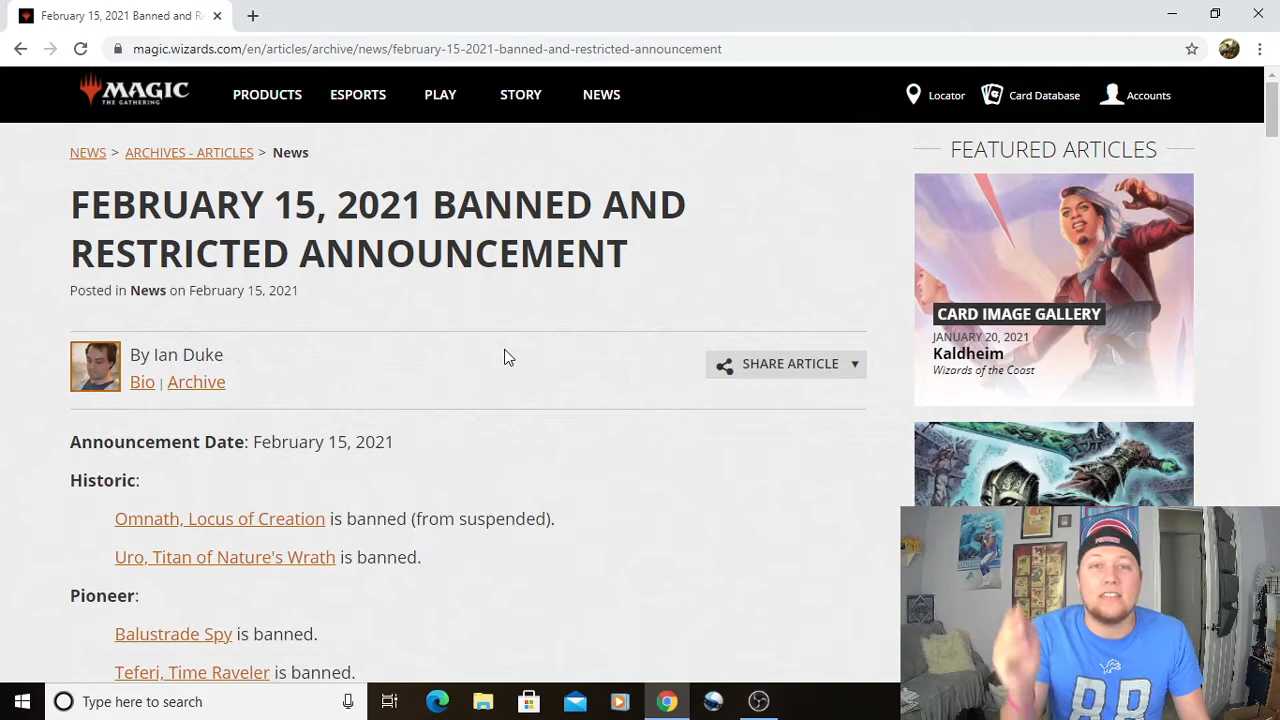 February 15, 2021 Banned and Re
magic.wizards.com/en/articles/archive/news/february-15-2021-banned-and-restricted-announcement
MAGIC
THE GATHERING
PRODUCTS
ESPORTS
PLAY
STORY
NEWS
Locator
Card Database
Accounts
NEWS > ARCHIVES - ARTICLES > News
FEBRUARY 15, 2021 BANNED AND
RESTRICTED ANNOUNCEMENT
Posted in News on February 15, 2021
By Ian Duke
Bio | Archive
SHARE ARTICLE
Announcement Date: February 15, 2021
Historic:
Omnath, Locus of Creation is banned (from suspended).
Uro, Titan of Nature's Wrath is banned.
Pioneer:
Balustrade Spy is banned.
Teferi, Time Raveler is banned.
FEATURED ARTICLES
CARD IMAGE GALLERY
JANUARY 20, 2021
Kaldheim
Wizards of the Coast
88
Type here to search